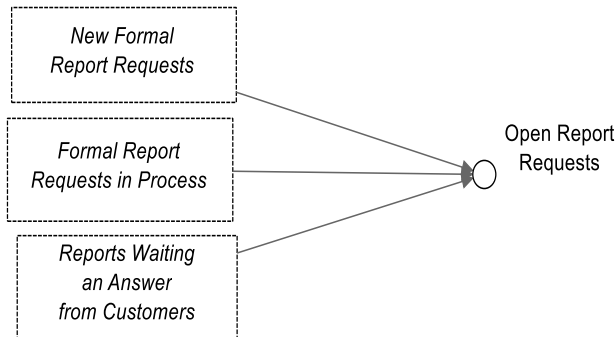 New Formal
Report Requests
Formal Report
Requests in Process
Reports Waiting
an Answer
from Customers
Open Report
Requests